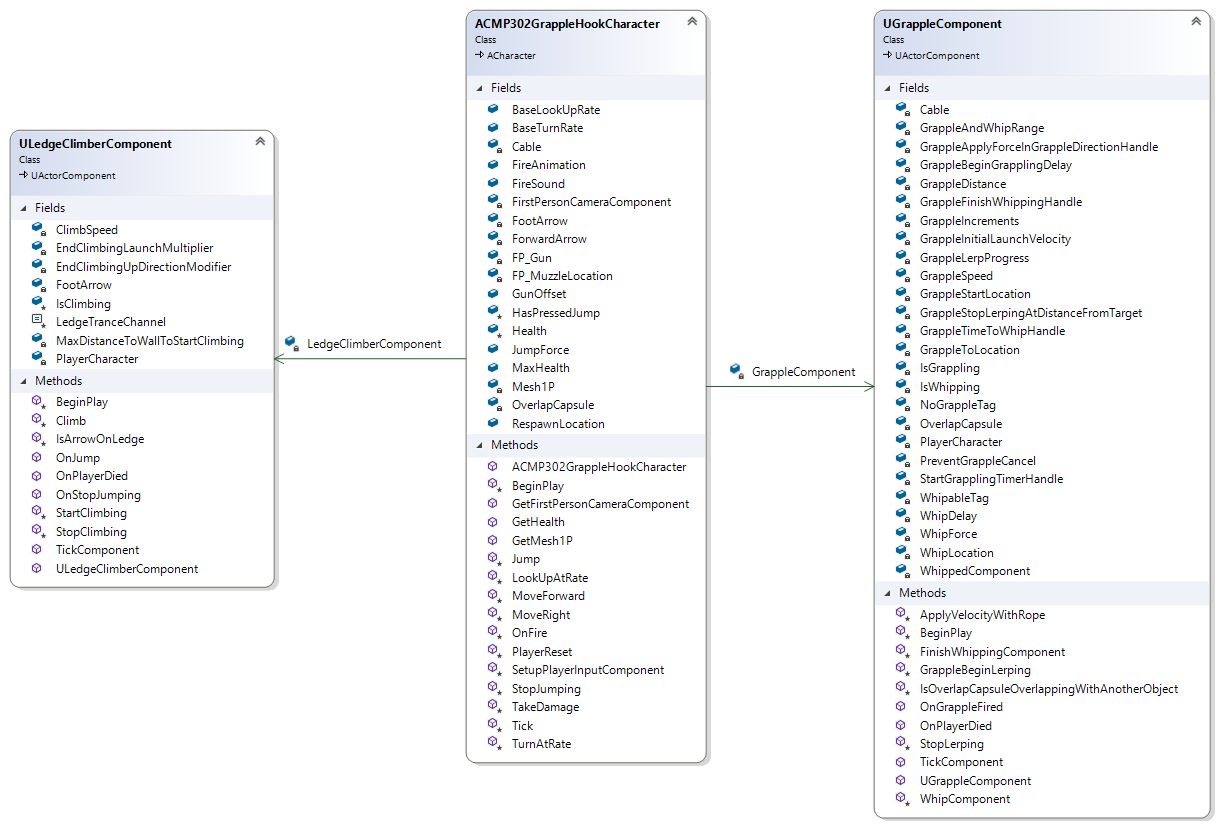 ULedgeClimberComponent
Class
UActorComponent
Fields
ClimbSpeed
EndClimbingLaunchMultiplier
EndClimbingUpDirectionModifier
FootArrow
IsClimbing
LedgeTranceChannel
MaxDistanceToWallToStartClimbing
PlayerCharacter
Methods
BeginPlay
Climb
IsArrowOnLedge
OnJump
OnPlayerDied
OnStopJumping
StartClimbing
StopClimbing
TickComponent
ULedgeClimberComponent
LedgeClimberComponent
ACMP302GrappleHookCharacter
Class
ACharacter
Fields
BaseLookUpRate
BaseTurnRate
Cable
FireAnimation
FireSound
FirstPersonCameraComponent
FootArrow
ForwardArrow
FP_Gun
FP_MuzzleLocation
GunOffset
HasPressedJump
Health
JumpForce
MaxHealth
Mesh1P
OverlapCapsule
RespawnLocation
Methods
ACMP302GrappleHookCharacter
BeginPlay
GetFirstPersonCameraComponent
GetHealth
GetMesh1P
Jump
LookUpAtRate
MoveForward
MoveRight
OnFire
PlayerReset
SetupPlayerInputComponent
StopJumping
TakeDamage
Tick
TurnAtRate
GrappleComponent
UGrappleComponent
Class
UActorComponent
Fields
Cable
GrappleAndWhipRange
GrappleApplyForceInGrappleDirectionHandle
GrappleBeginGrapplingDelay
GrappleDistance
GrappleFinishWhippingHandle
GrappleIncrements
GrappleInitialLaunchVelocity
GrappleLerpProgress
GrappleSpeed
GrappleStartLocation
GrappleStopLerpingAtDistanceFromTarget
GrappleTimeToWhipHandle
GrappleToLocation
IsGrappling
IsWhipping
NoGrappleTag
OverlapCapsule
PlayerCharacter
PreventGrappleCancel
StartGrapplingTimerHandle
WhipableTag
WhipDelay
WhipForce
WhipLocation
WhippedComponent
Methods
ApplyVelocityWithRope
BeginPlay
FinishWhippingComponent
GrappleBeginLerping
IsOverlapCapsuleOverlappingWithAnotherObject
OnGrappleFired
OnPlayerDied
StopLerping
TickComponent
UGrappleComponent
WhipComponent